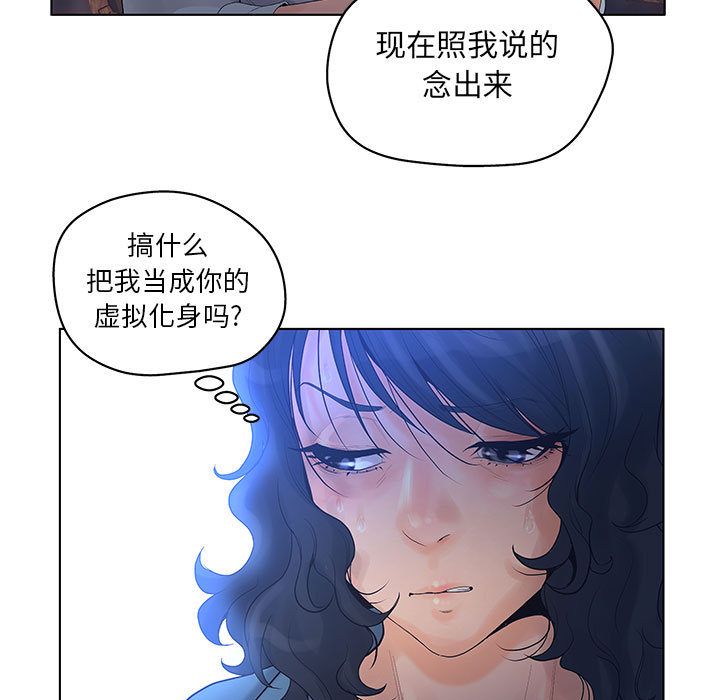 现在照我说的
念出来
搞什么
把我当成你的
虚拟化身吗?